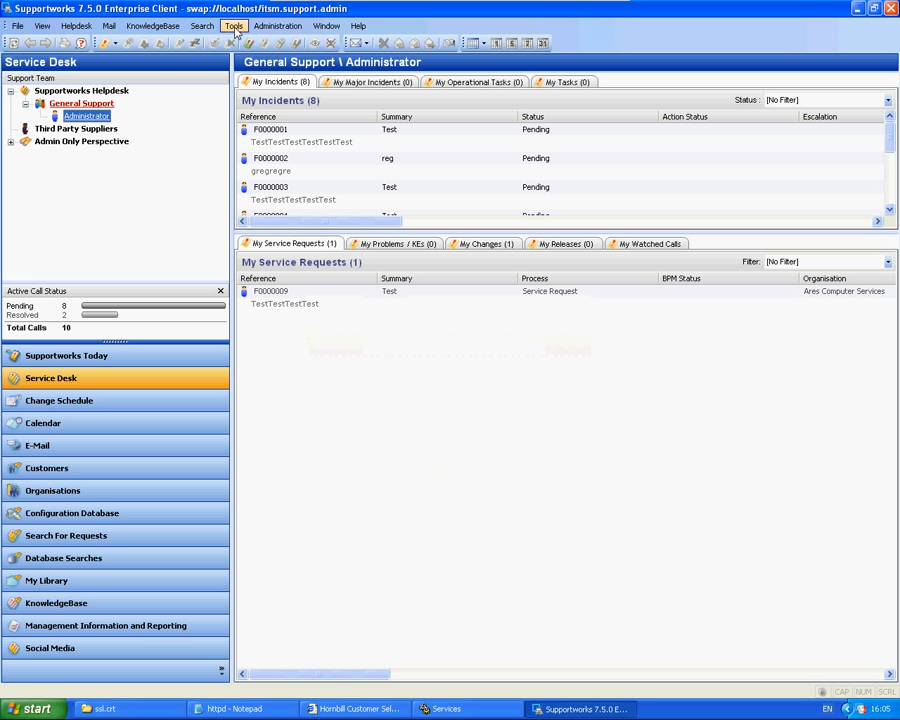 Supportworks 7.5.0 Enterprise Client - swap://localhost/itsm.support.admin
File View Helpdesk Mail KnowledgeBase Search Tools Administration Window Help
Service Desk
General Support \ Administrator
Support Team
Supportworks Helpdesk
General Support
Administrator
Third Party Suppliers
Admin Only Perspective
My Incidents (8) My Major Incidents (0) My Operational Tasks (0) My Tasks (0)
My Incidents (8) Status : [No Filter]
Reference Summary Status Action Status Escalation
F0000001 Test Pending
TestTestTestTestTestTest
F0000002 reg Pending
gregregre
F0000003 Test Pending
TestTestTestTestTest
My Service Requests (1) My Problems / KEs (0) My Changes (1) My Releases (0) My Watched Calls
My Service Requests (1) Filter: [No Filter]
Reference Summary Process BPM Status Organisation
F0000009 Test Service Request Ares Computer Services
TestTestTestTest
Active Call Status
Pending 8
Resolved 2
Total Calls 10
Supportworks Today
Service Desk
Change Schedule
Calendar
E-Mail
Customers
Organisations
Configuration Database
Search For Requests
Database Searches
My Library
KnowledgeBase
Management Information and Reporting
Social Media
CAP NUM SCRL
start ssl.crt httpd - Notepad Hornbill Customer Sel... Services Supportworks 7.5.0 E... EN 16:05